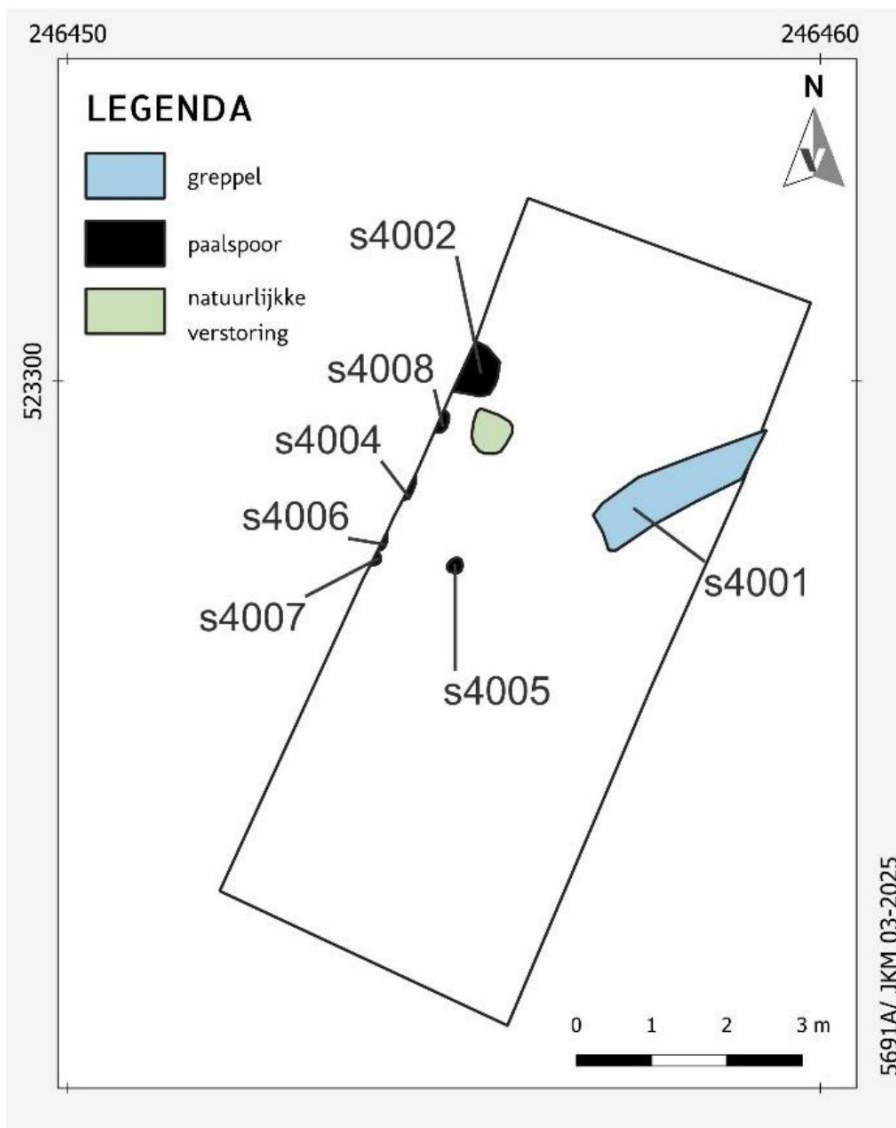 246450
246460
LEGENDA
N
greppel
paalspoor
natuurlijkke
verstoring
s4002
523300
s4008
s4004
s4006
s4007
s4001
s4005
0 1 2 3 m
5691A/ JKM 03-2025